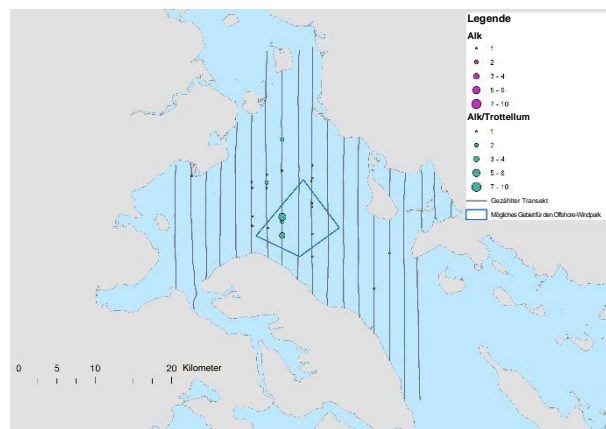 Legende
Alk
1
2
3 - 4
5 - 6
7 - 10
Alk/Trottellum
1
2
3 - 4
5 - 6
7 - 10
Gezählter Transekt
Mögliches Gebiet für den Offshore-Windpark
0 5 10 20 Kilometer